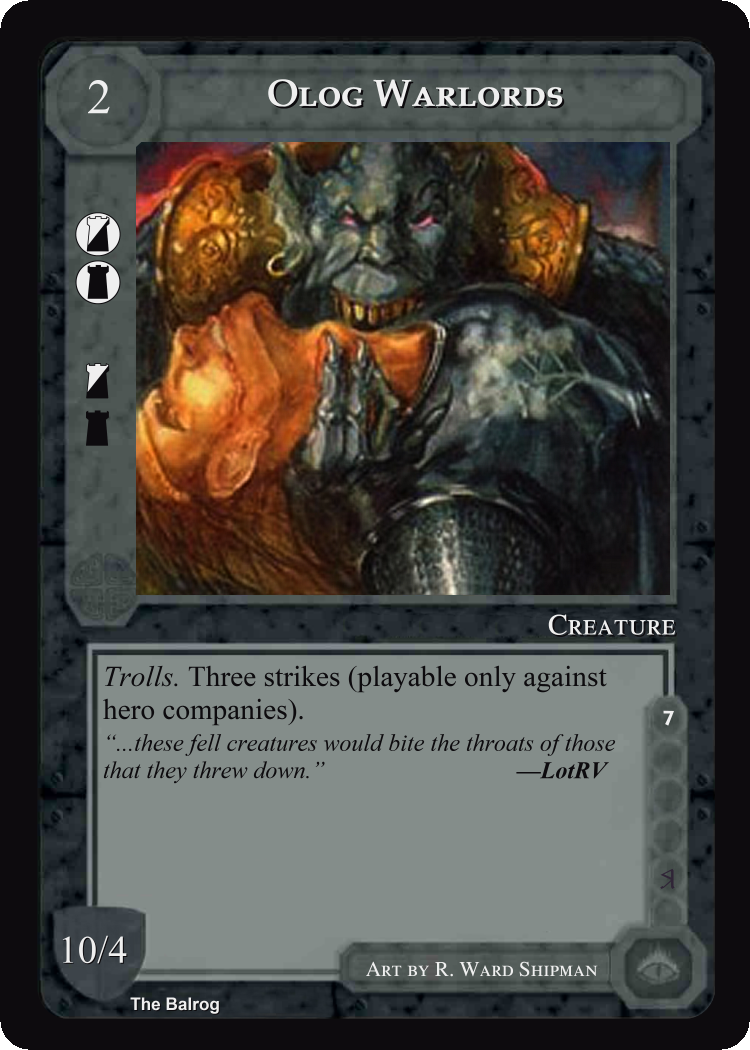 2
Olog Warlords
Creature
Trolls. Three strikes (playable only against
hero companies).
“...these fell creatures would bite the throats of those
that they threw down.” —LotRV
7
10/4
Art by R. Ward Shipman
The Balrog